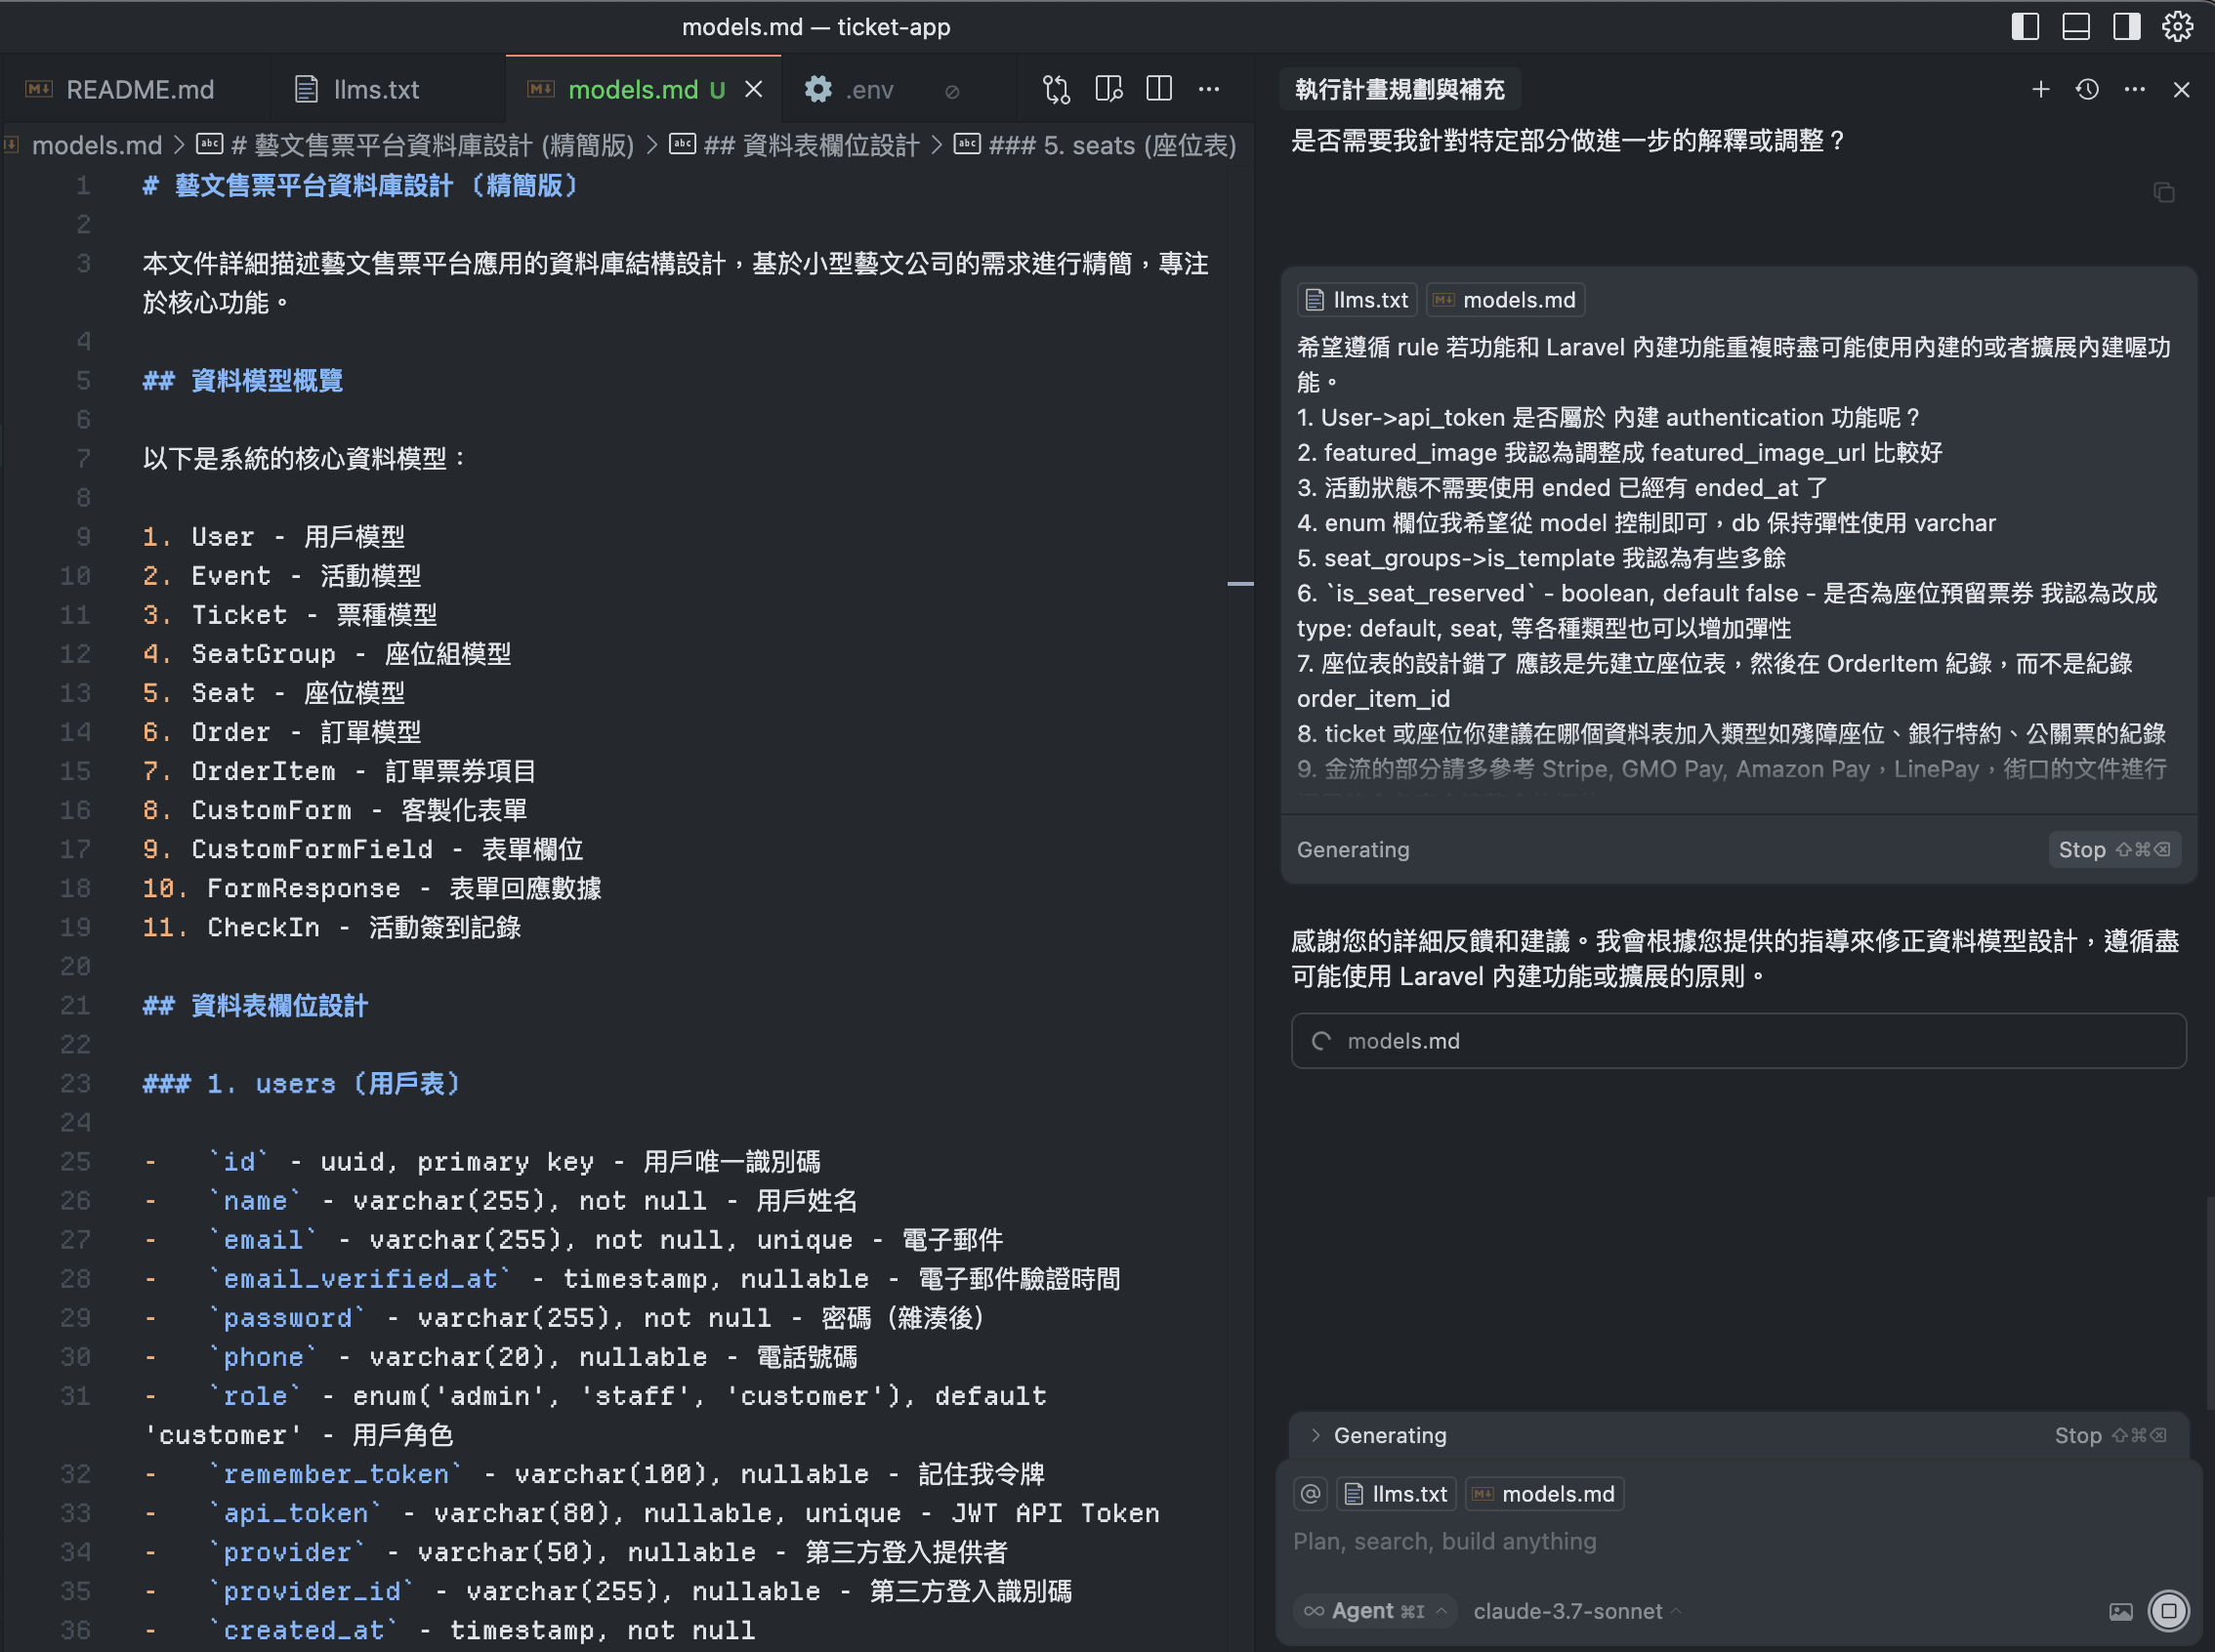 models.md — ticket-app
README.md
llms.txt
models.md U
.env
models.md > # 藝文售票平台資料庫設計 (精簡版) > ## 資料表欄位設計 > ### 5. seats (座位表)
1 # 藝文售票平台資料庫設計 (精簡版)
2
3 本文件詳細描述藝文售票平台應用的資料庫結構設計，基於小型藝文公司的需求進行精簡，專注
於核心功能。
4
5 ## 資料模型概覽
6
7 以下是系統的核心資料模型：
8
9 1. User - 用戶模型
10 2. Event - 活動模型
11 3. Ticket - 票種模型
12 4. SeatGroup - 座位組模型
13 5. Seat - 座位模型
14 6. Order - 訂單模型
15 7. OrderItem - 訂單票券項目
16 8. CustomForm - 客製化表單
17 9. CustomFormField - 表單欄位
18 10. FormResponse - 表單回應數據
19 11. CheckIn - 活動簽到記錄
20
21 ## 資料表欄位設計
22
23 ### 1. users (用戶表)
24
25 - `id` - uuid, primary key - 用戶唯一識別碼
26 - `name` - varchar(255), not null - 用戶姓名
27 - `email` - varchar(255), not null, unique - 電子郵件
28 - `email_verified_at` - timestamp, nullable - 電子郵件驗證時間
29 - `password` - varchar(255), not null - 密碼 (雜湊後)
30 - `phone` - varchar(20), nullable - 電話號碼
31 - `role` - enum('admin', 'staff', 'customer'), default
'customer' - 用戶角色
32 - `remember_token` - varchar(100), nullable - 記住我令牌
33 - `api_token` - varchar(80), nullable, unique - JWT API Token
34 - `provider` - varchar(50), nullable - 第三方登入提供者
35 - `provider_id` - varchar(255), nullable - 第三方登入識別碼
36 - `created_at` - timestamp, not null
執行計畫規劃與補充
是否需要我針對特定部分做進一步的解釋或調整？
llms.txt models.md
希望遵循 rule 若功能和 Laravel 內建功能重複時盡可能使用內建的或者擴展內建喔功
能。
1. User->api_token 是否屬於 內建 authentication 功能呢？
2. featured_image 我認為調整成 featured_image_url 比較好
3. 活動狀態不需要使用 ended 已經有 ended_at 了
4. enum 欄位我希望從 model 控制即可，db 保持彈性使用 varchar
5. seat_groups->is_template 我認為有些多餘
6. `is_seat_reserved` - boolean, default false - 是否為座位預留票券 我認為改成
type: default, seat, 等各種類型也可以增加彈性
7. 座位表的設計錯了 應該是先建立座位表，然後在 OrderItem 紀錄，而不是紀錄
order_item_id
8. ticket 或座位你建議在哪個資料表加入類型如殘障座位、銀行特約、公關票的紀錄
9. 金流的部分請多參考 Stripe, GMO Pay, Amazon Pay，LinePay，街口的文件進行
Generating
Stop ⇧⌘⌫
感謝您的詳細反饋和建議。我會根據您提供的指導來修正資料模型設計，遵循盡
可能使用 Laravel 內建功能或擴展的原則。
models.md
Generating
Stop ⇧⌘⌫
@ llms.txt models.md
Plan, search, build anything
∞ Agent ⌘I claude-3.7-sonnet